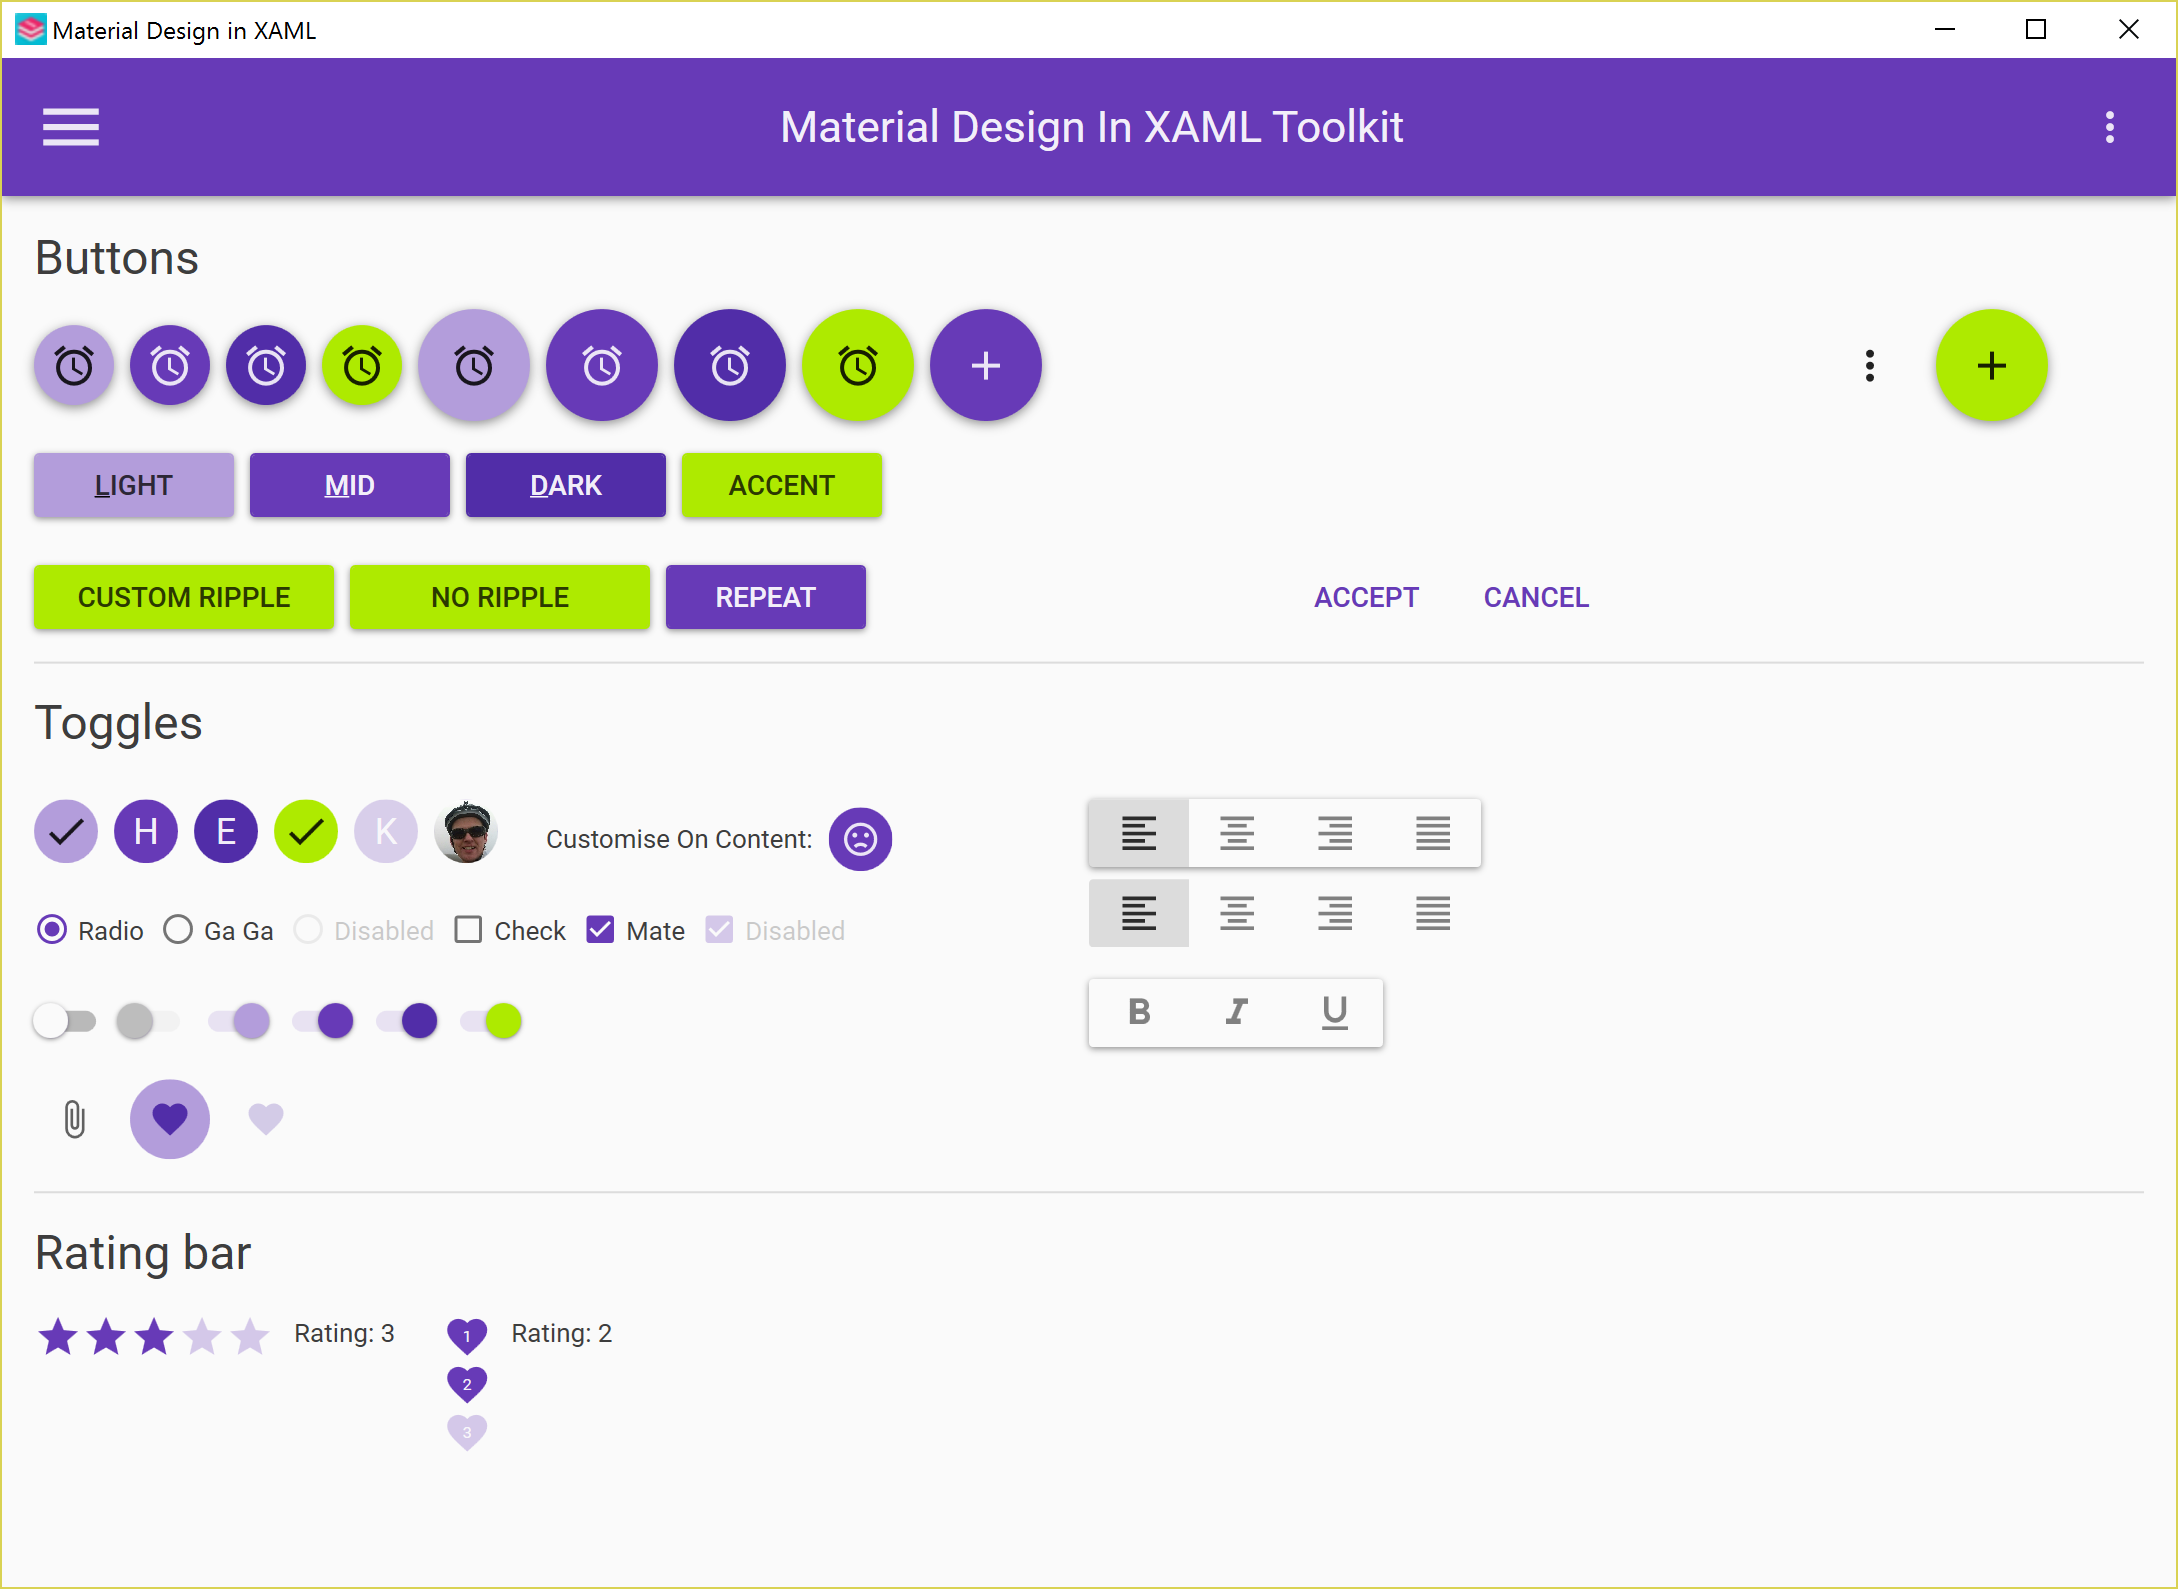 Material Design in XAML
Material Design In XAML Toolkit
Buttons
LIGHT MID DARK ACCENT
CUSTOM RIPPLE NO RIPPLE REPEAT ACCEPT CANCEL
Toggles
H E K Customise On Content:
Radio Ga Ga Disabled Check Mate Disabled
B I U
Rating bar
Rating: 3 1 Rating: 2
2
3